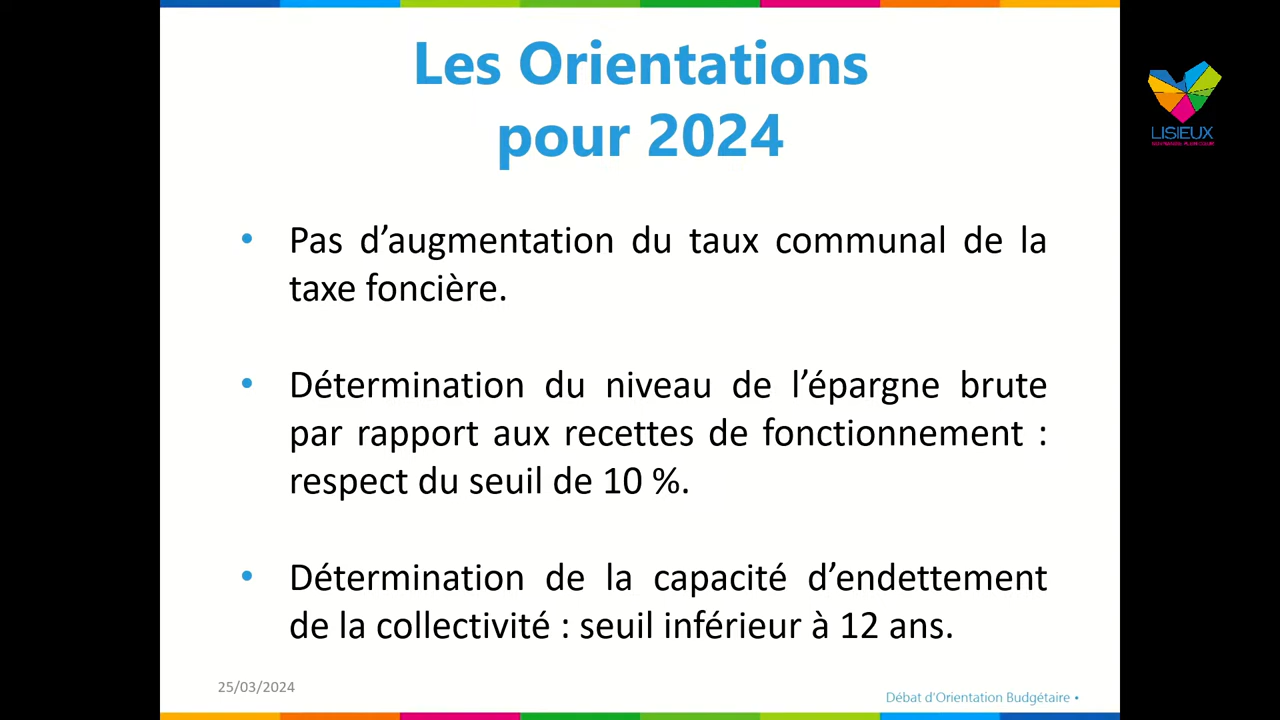 Les Orientations
pour 2024
LISIEUX
• Pas d’augmentation du taux communal de la
taxe foncière.
• Détermination du niveau de l’épargne brute
par rapport aux recettes de fonctionnement :
respect du seuil de 10 %.
• Détermination de la capacité d’endettement
de la collectivité : seuil inférieur à 12 ans.
25/03/2024
Débat d'Orientation Budgétaire •